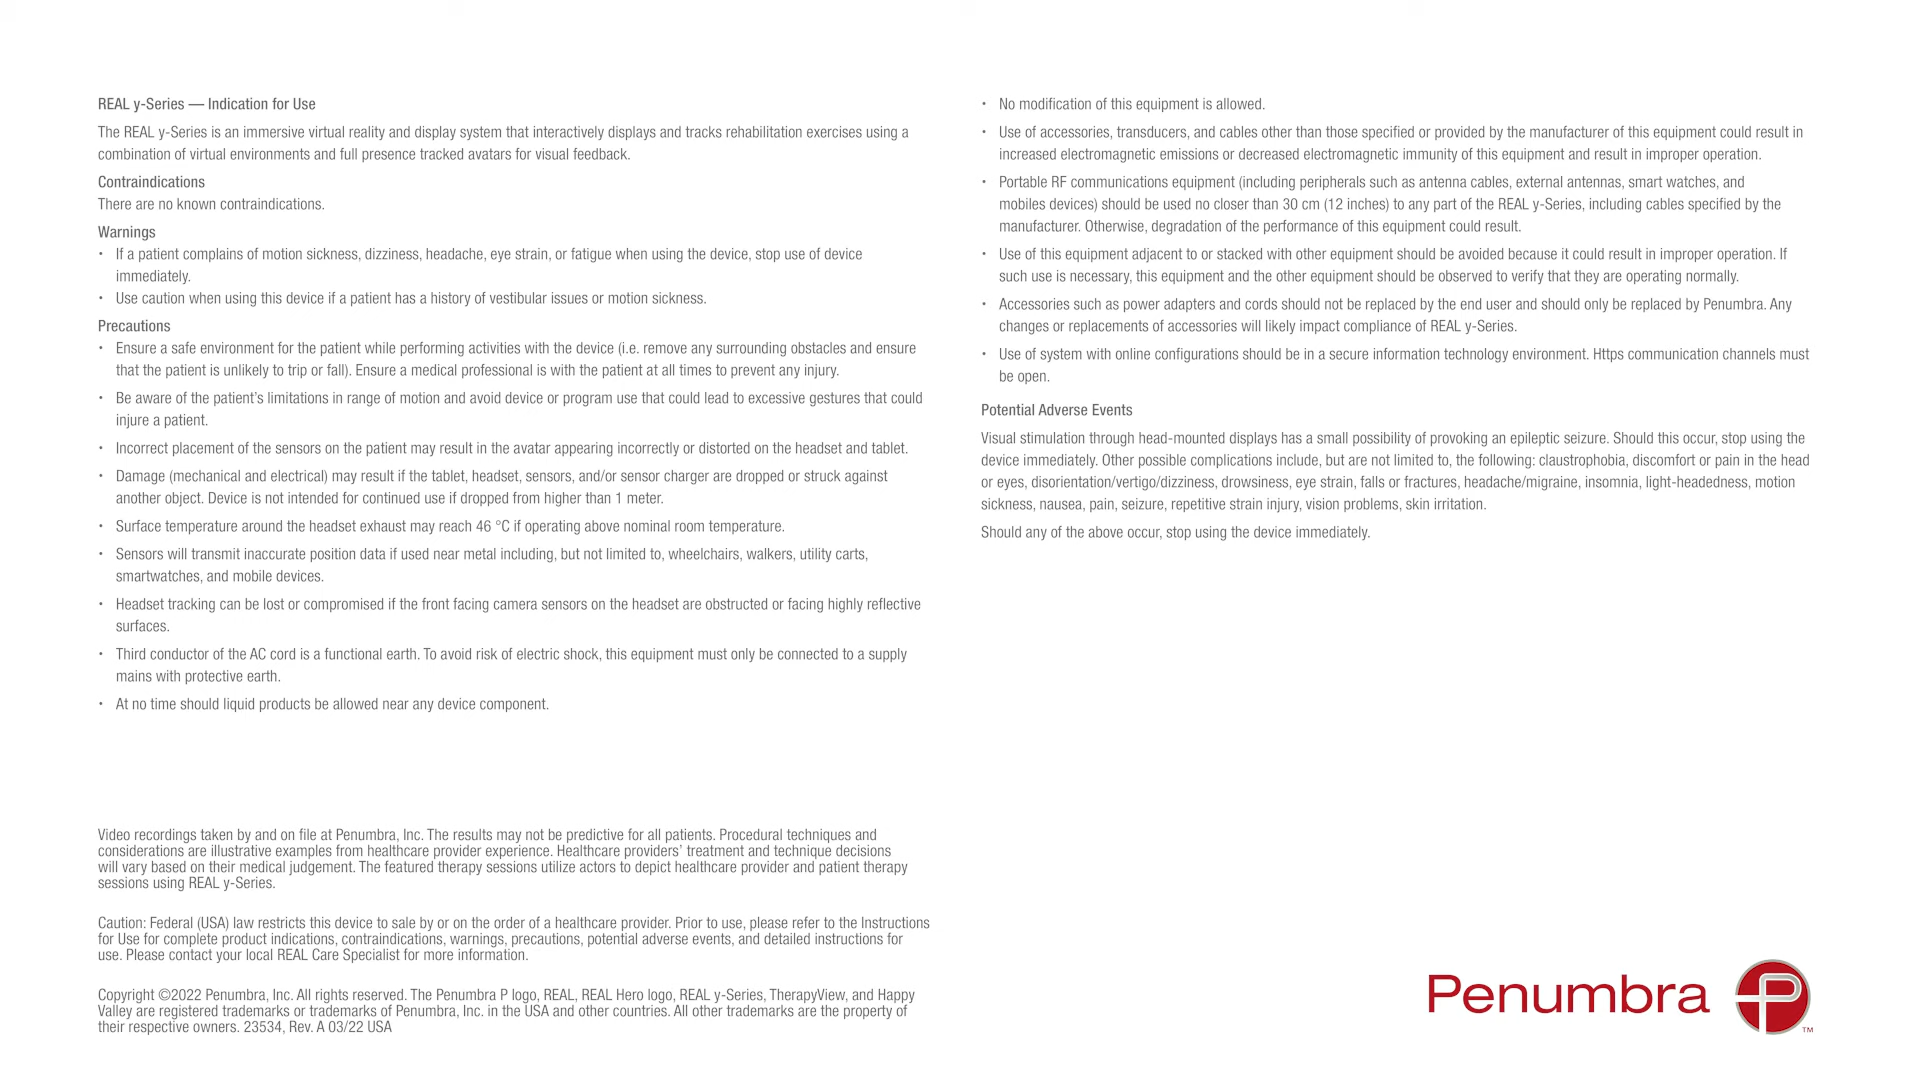 REAL y-Series — Indication for Use
The REAL y-Series is an immersive virtual reality and display system that interactively displays and tracks rehabilitation exercises using a
combination of virtual environments and full presence tracked avatars for visual feedback.
Contraindications
There are no known contraindications.
Warnings
• If a patient complains of motion sickness, dizziness, headache, eye strain, or fatigue when using the device, stop use of device
immediately.
• Use caution when using this device if a patient has a history of vestibular issues or motion sickness.
Precautions
• Ensure a safe environment for the patient while performing activities with the device (i.e. remove any surrounding obstacles and ensure
that the patient is unlikely to trip or fall). Ensure a medical professional is with the patient at all times to prevent any injury.
• Be aware of the patient’s limitations in range of motion and avoid device or program use that could lead to excessive gestures that could
injure a patient.
• Incorrect placement of the sensors on the patient may result in the avatar appearing incorrectly or distorted on the headset and tablet.
• Damage (mechanical and electrical) may result if the tablet, headset, sensors, and/or sensor charger are dropped or struck against
another object. Device is not intended for continued use if dropped from higher than 1 meter.
• Surface temperature around the headset exhaust may reach 46 °C if operating above nominal room temperature.
• Sensors will transmit inaccurate position data if used near metal including, but not limited to, wheelchairs, walkers, utility carts,
smartwatches, and mobile devices.
• Headset tracking can be lost or compromised if the front facing camera sensors on the headset are obstructed or facing highly reflective
surfaces.
• Third conductor of the AC cord is a functional earth. To avoid risk of electric shock, this equipment must only be connected to a supply
mains with protective earth.
• At no time should liquid products be allowed near any device component.
• No modification of this equipment is allowed.
• Use of accessories, transducers, and cables other than those specified or provided by the manufacturer of this equipment could result in
increased electromagnetic emissions or decreased electromagnetic immunity of this equipment and result in improper operation.
• Portable RF communications equipment (including peripherals such as antenna cables, external antennas, smart watches, and
mobiles devices) should be used no closer than 30 cm (12 inches) to any part of the REAL y-Series, including cables specified by the
manufacturer. Otherwise, degradation of the performance of this equipment could result.
• Use of this equipment adjacent to or stacked with other equipment should be avoided because it could result in improper operation. If
such use is necessary, this equipment and the other equipment should be observed to verify that they are operating normally.
• Accessories such as power adapters and cords should not be replaced by the end user and should only be replaced by Penumbra. Any
changes or replacements of accessories will likely impact compliance of REAL y-Series.
• Use of system with online configurations should be in a secure information technology environment. Https communication channels must
be open.
Potential Adverse Events
Visual stimulation through head-mounted displays has a small possibility of provoking an epileptic seizure. Should this occur, stop using the
device immediately. Other possible complications include, but are not limited to, the following: claustrophobia, discomfort or pain in the head
or eyes, disorientation/vertigo/dizziness, drowsiness, eye strain, falls or fractures, headache/migraine, insomnia, light-headedness, motion
sickness, nausea, pain, seizure, repetitive strain injury, vision problems, skin irritation.
Should any of the above occur, stop using the device immediately.
Video recordings taken by and on file at Penumbra, Inc. The results may not be predictive for all patients. Procedural techniques and
considerations are illustrative examples from healthcare provider experience. Healthcare providers’ treatment and technique decisions
will vary based on their medical judgement. The featured therapy sessions utilize actors to depict healthcare provider and patient therapy
sessions using REAL y-Series.
Caution: Federal (USA) law restricts this device to sale by or on the order of a healthcare provider. Prior to use, please refer to the Instructions
for Use for complete product indications, contraindications, warnings, precautions, potential adverse events, and detailed instructions for
use. Please contact your local REAL Care Specialist for more information.
Copyright ©2022 Penumbra, Inc. All rights reserved. The Penumbra P logo, REAL, REAL Hero logo, REAL y-Series, TherapyView, and Happy
Valley are registered trademarks or trademarks of Penumbra, Inc. in the USA and other countries. All other trademarks are the property of
their respective owners. 23534, Rev. A 03/22 USA
Penumbra P ™